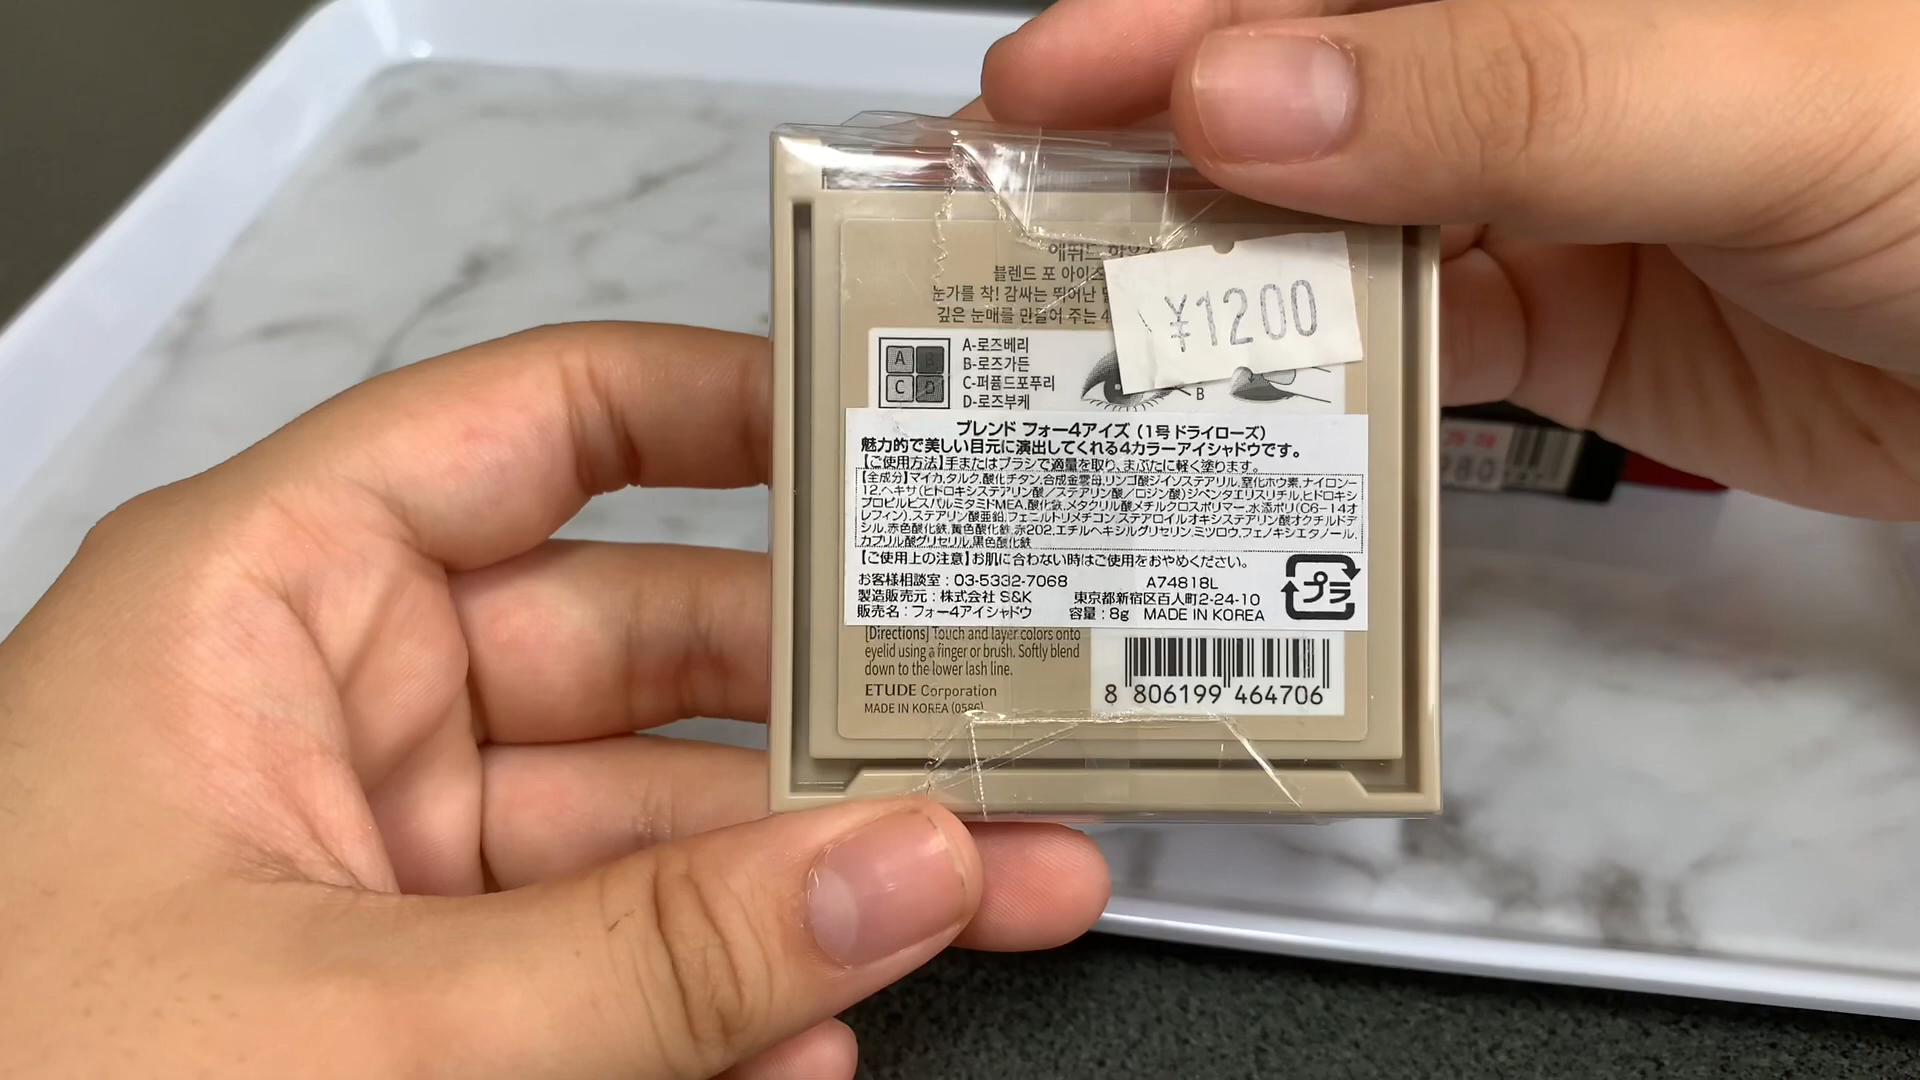 에뛰드 하우스
블렌드 포 아이즈
눈가를 착! 감싸는 뛰어난
깊은 눈매를 만들어 주는 4
¥1200
A B
C D
A-로즈베리
B-로즈가든
C-퍼퓸드포푸리
D-로즈부케
B
ブレンド フォー4アイズ (1号 ドライローズ)
魅力的で美しい目元に演出してくれる4カラーアイシャドウです。
【ご使用方法】手またはブラシで適量を取り、まぶたに軽く塗ります。
【全成分】マイカ,タルク,酸化チタン,合成金雲母,リンゴ酸ジイソステアリル,窒化ホウ素,ナイロン-
12,ヘキサ(ヒドロキシステアリン酸/ステアリン酸/ロジン酸)ジペンタエリスリチル,ヒドロキシ
プロピルビスパルミタミドMEA,酸化鉄,メタクリル酸メチルクロスポリマー,水添ポリ(C6-14オ
レフィン),ステアリン酸亜鉛,フェニルトリメチコン,ステアロイルオキシステアリン酸オクチルドデ
シル,赤色酸化鉄,黄色酸化鉄,赤202,エチルヘキシルグリセリン,ミツロウ,フェノキシエタノール,
カプリル酸グリセリル,黒色酸化鉄
【ご使用上の注意】お肌に合わない時はご使用をおやめください。
お客様相談室 : 03-5332-7068 A74818L
製造販売元 : 株式会社 S&K 東京都新宿区百人町2-24-10
販売名 : フォー4アイシャドウ 容量 : 8g MADE IN KOREA
プラ
[Directions] Touch and layer colors onto
eyelid using a finger or brush. Softly blend
down to the lower lash line.
ETUDE Corporation
MADE IN KOREA (0586)
8 806199 464706
980